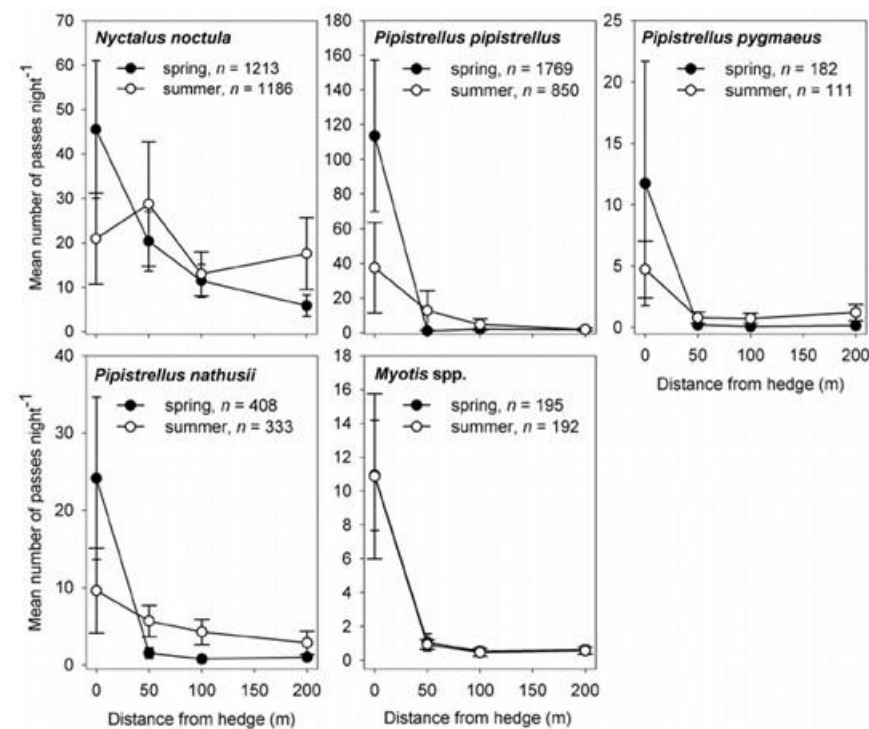 Nyctalus noctula
spring, n = 1213
summer, n = 1186
70
60
50
40
30
20
10
0
Mean number of passes night-1
Pipistrellus pipistrellus
spring, n = 1769
summer, n = 850
180
160
140
120
100
80
60
40
20
0
Pipistrellus pygmaeus
spring, n = 182
summer, n = 111
25
20
15
10
5
0
0 50 100 150 200
Distance from hedge (m)
Pipistrellus nathusii
spring, n = 408
summer, n = 333
40
30
20
10
0
Mean number of passes night-1
0 50 100 150 200
Distance from hedge (m)
Myotis spp.
spring, n = 195
summer, n = 192
18
16
14
12
10
8
6
4
2
0
0 50 100 150 200
Distance from hedge (m)